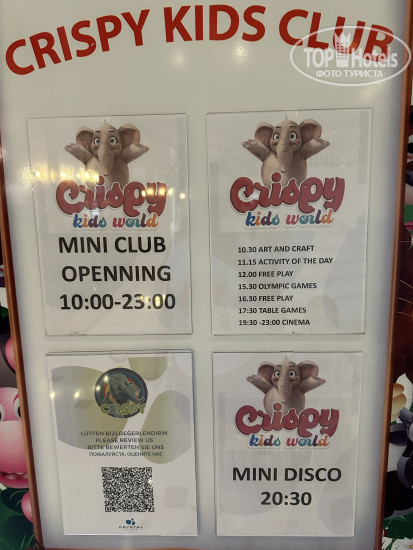 CRISPY KIDS CLUB
TOPHotels
ФОТО ТУРИСТА
Crispy
kids world
MINI CLUB
OPENNING
10:00-23:00
Crispy
kids world
10.30 ART AND CRAFT
11.15 ACTIVITY OF THE DAY
12.00 FREE PLAY
15.30 OLYMPIC GAMES
16.30 FREE PLAY
17:30 TABLE GAMES
19:30 -23:00 CINEMA
CRISPY
LÜTFEN BİZİ DEĞERLENDİRİN
PLEASE REVIEW US
BITTE BEWERTEN SIE UNS
ПОЖАЛУЙСТА, ОЦЕНИТЕ НАС
CRYSTAL
Crispy
kids world
MINI DISCO
20:30